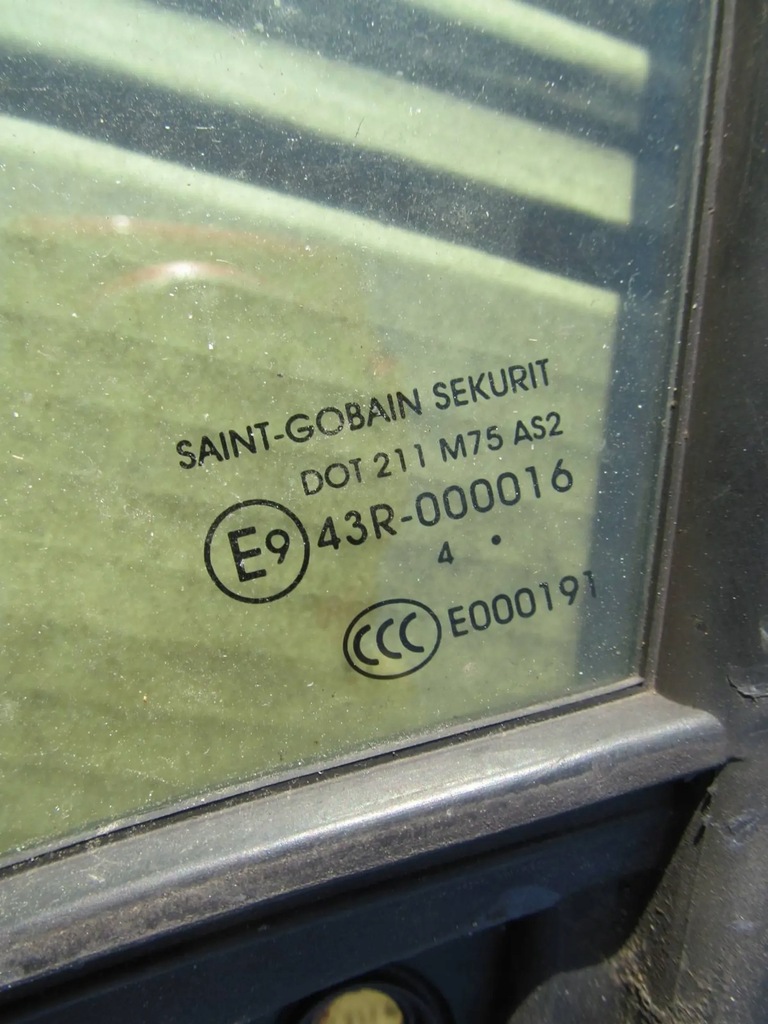 SAINT-GOBAIN SEKURIT
DOT 211 M75 AS2
E9 43R-000016
4 •
CCC E000191